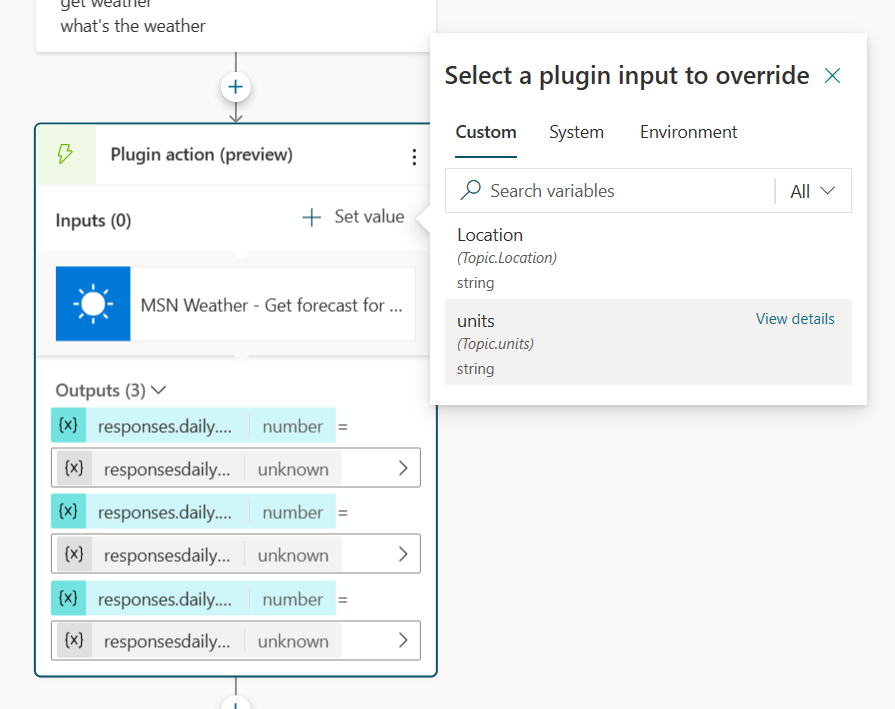 get weather
what's the weather
Plugin action (preview)
Inputs (0)
Set value
MSN Weather - Get forecast for ...
Outputs (3)
{x} responses.daily.... number =
{x} responsesdaily... unknown
{x} responses.daily.... number =
{x} responsesdaily... unknown
{x} responses.daily.... number =
{x} responsesdaily... unknown
Select a plugin input to override
Custom System Environment
Search variables All
Location
(Topic.Location)
string
units View details
(Topic.units)
string